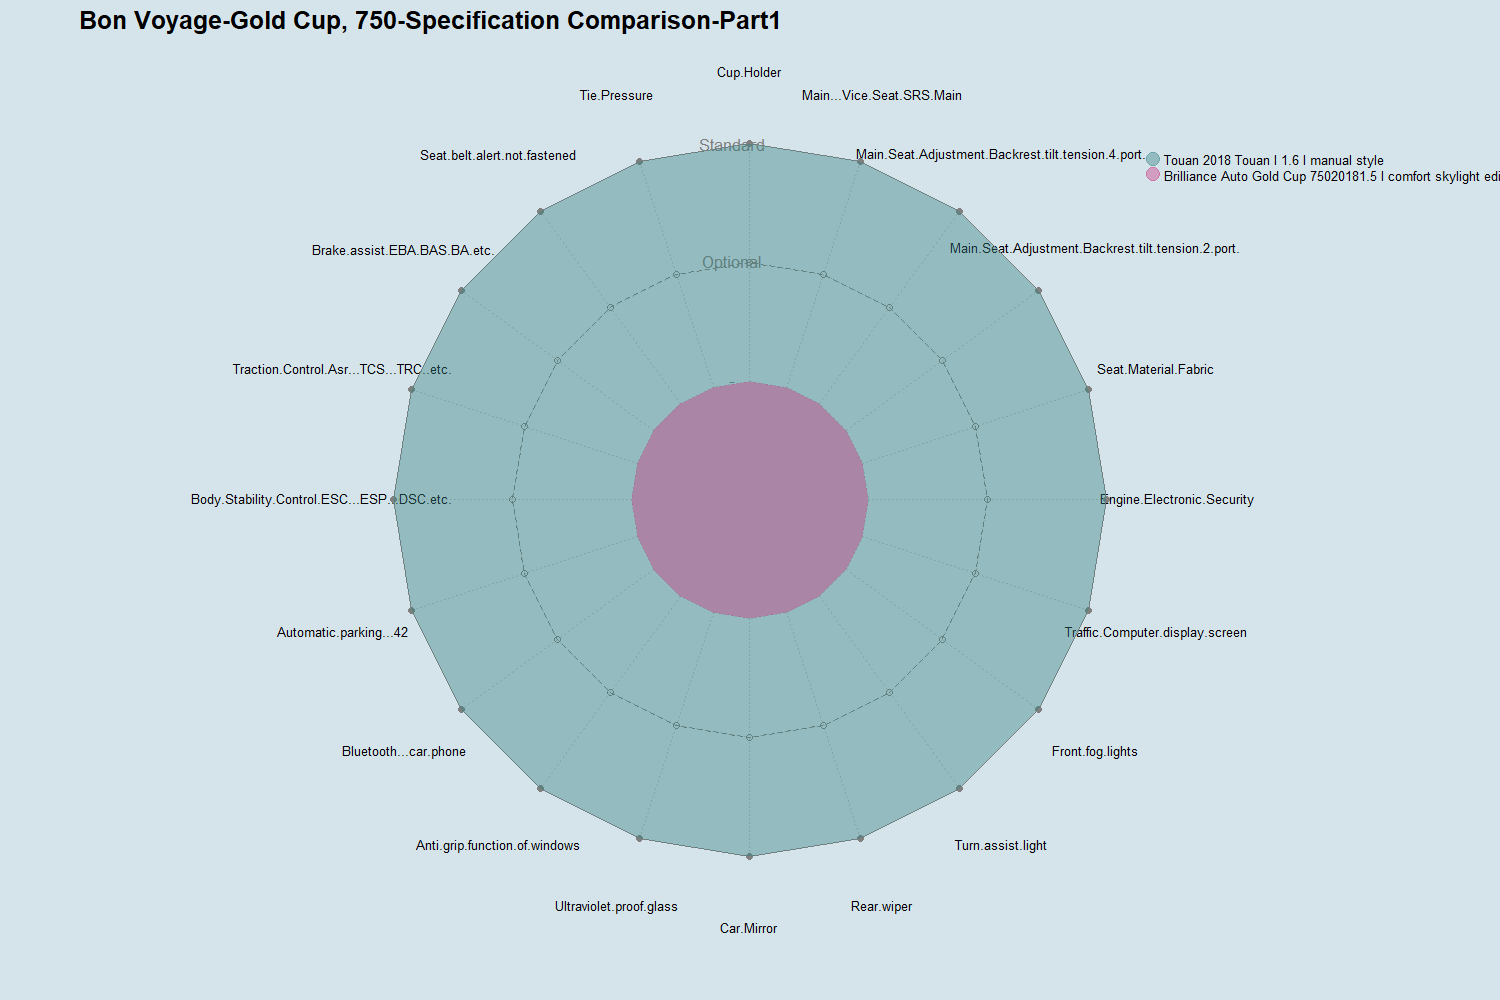 Bon Voyage-Gold Cup, 750-Specification Comparison-Part1
Cup.Holder
Tie.Pressure
Main...Vice.Seat.SRS.Main
Standard
Seat.belt.alert.not.fastened
Main.Seat.Adjustment.Backrest.tilt.tension.4.port.
Touan 2018 Touan l 1.6 l manual style
Brilliance Auto Gold Cup 75020181.5 l comfort skylight edi
Brake.assist.EBA.BAS.BA.etc.
Main.Seat.Adjustment.Backrest.tilt.tension.2.port.
Optional
Traction.Control.Asr...TCS...TRC..etc.
Seat.Material.Fabric
-
Body.Stability.Control.ESC...ESP...DSC.etc.
Engine.Electronic.Security
Automatic.parking...42
Traffic.Computer.display.screen
Bluetooth...car.phone
Front.fog.lights
Anti.grip.function.of.windows
Turn.assist.light
Ultraviolet.proof.glass
Rear.wiper
Car.Mirror